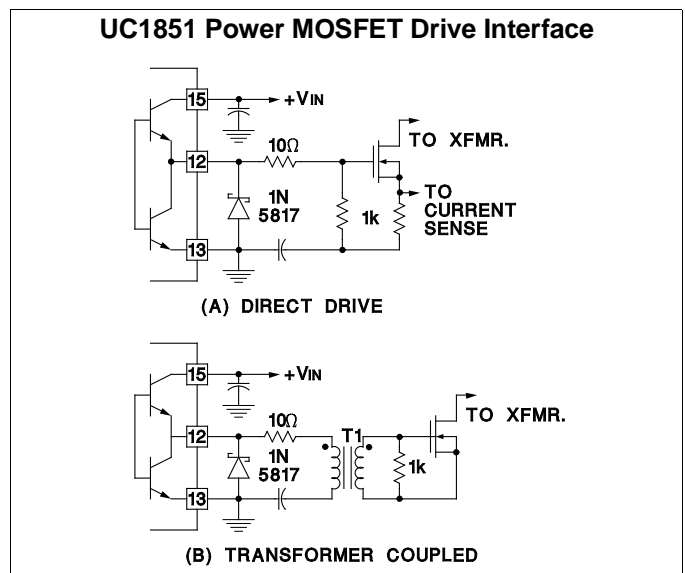 UC1851 Power MOSFET Drive Interface
15
+VIN
10Ω
TO XFMR.
12
1N
5817
1k
TO
CURRENT
SENSE
13
(A) DIRECT DRIVE
15
+VIN
TO XFMR.
10Ω
T1
12
1N
5817
1k
13
(B) TRANSFORMER COUPLED